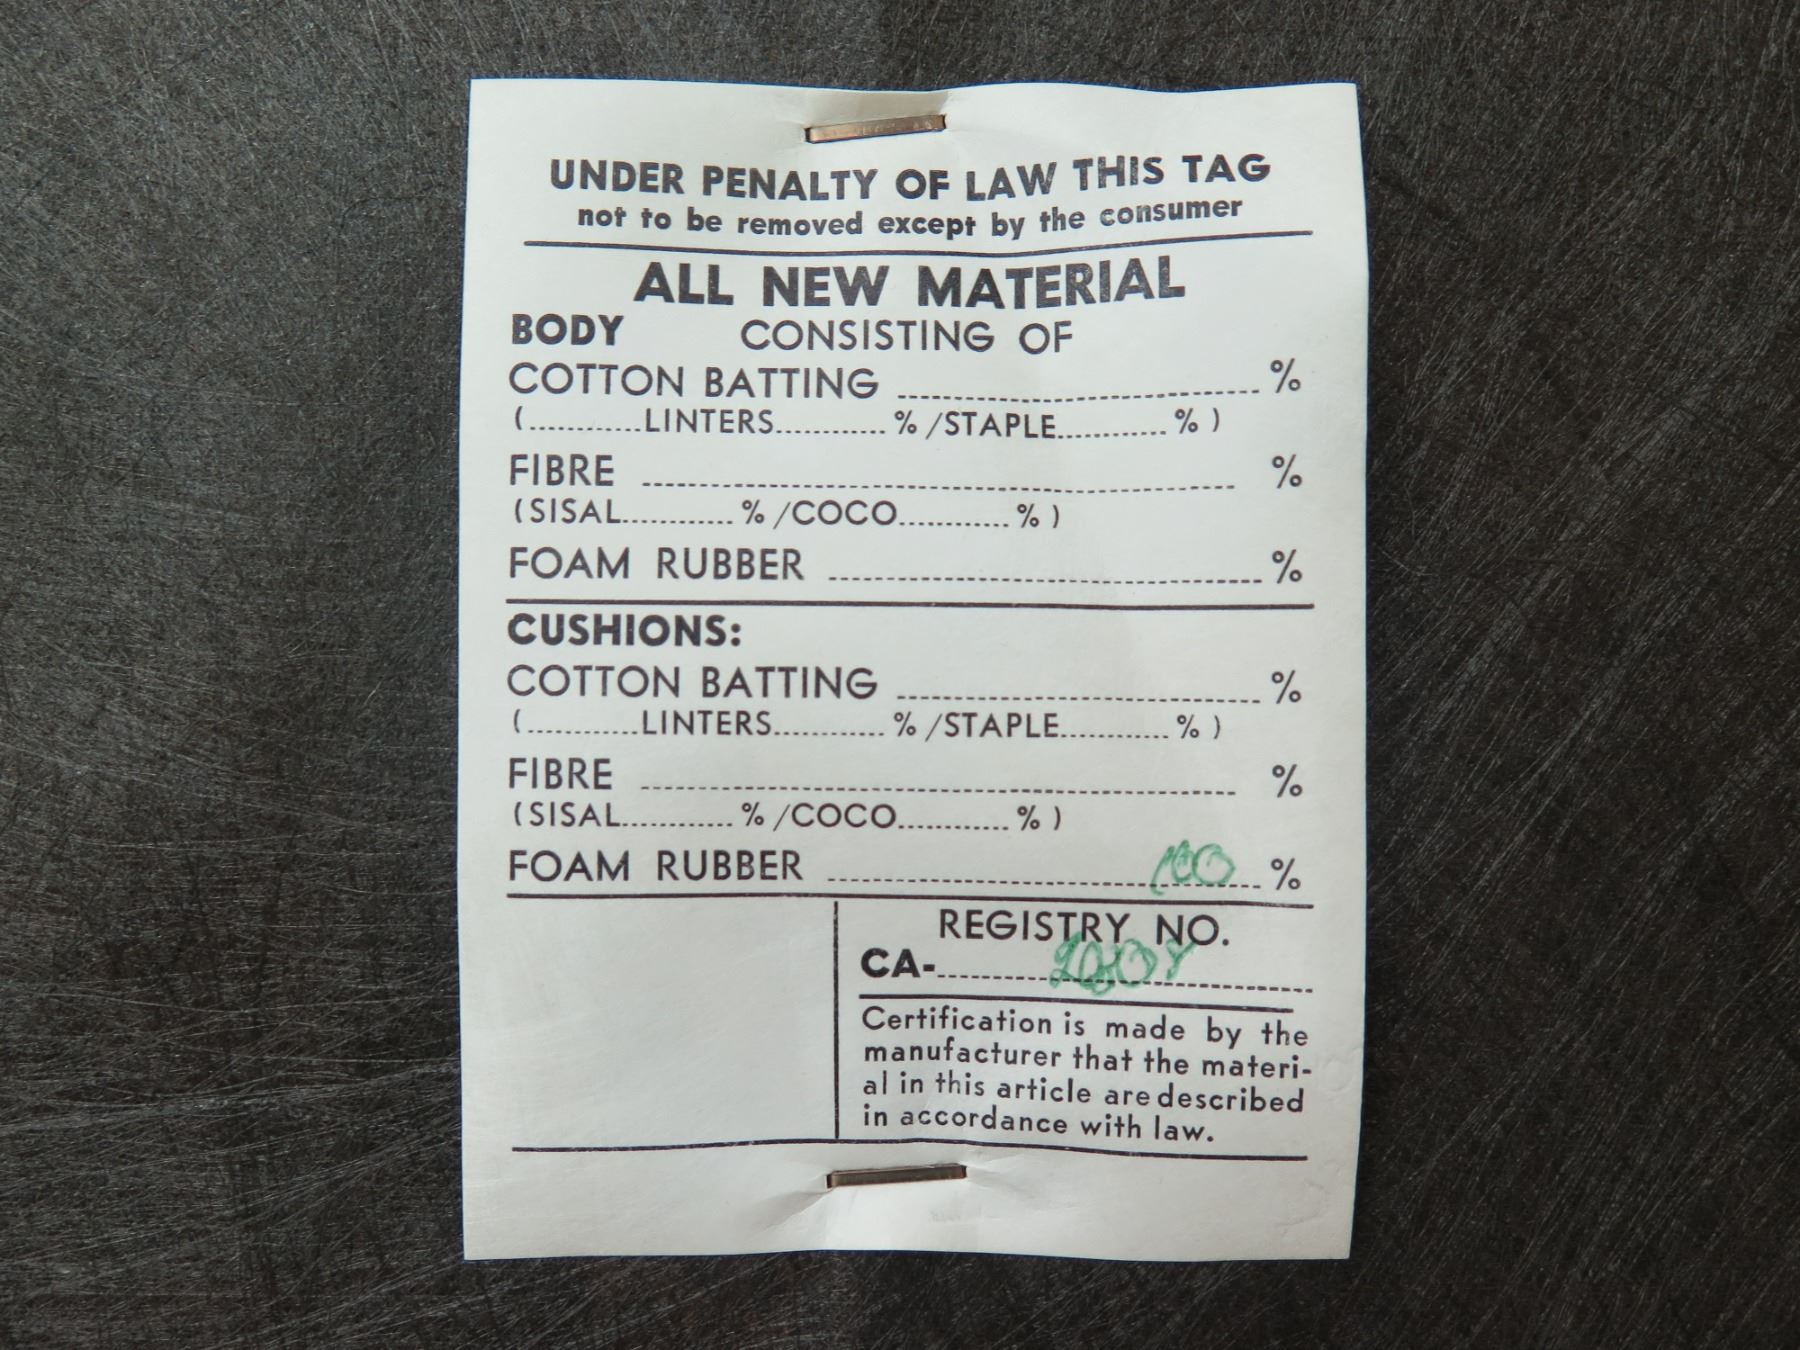 UNDER PENALTY OF LAW THIS TAG
not to be removed except by the consumer
ALL NEW MATERIAL
BODY CONSISTING OF
COTTON BATTING ........................................ %
(............LINTERS............ % /STAPLE............ % )
FIBRE ........................................ %
(SISAL............ % /COCO............ % )
FOAM RUBBER ........................................ %
CUSHIONS:
COTTON BATTING ........................................ %
(............LINTERS............ % /STAPLE............ % )
FIBRE ........................................ %
(SISAL............ % /COCO............ % )
FOAM RUBBER ........................................ 100 %
REGISTRY NO.
CA-........................................
Certification is made by the
manufacturer that the materi-
al in this article are described
in accordance with law.